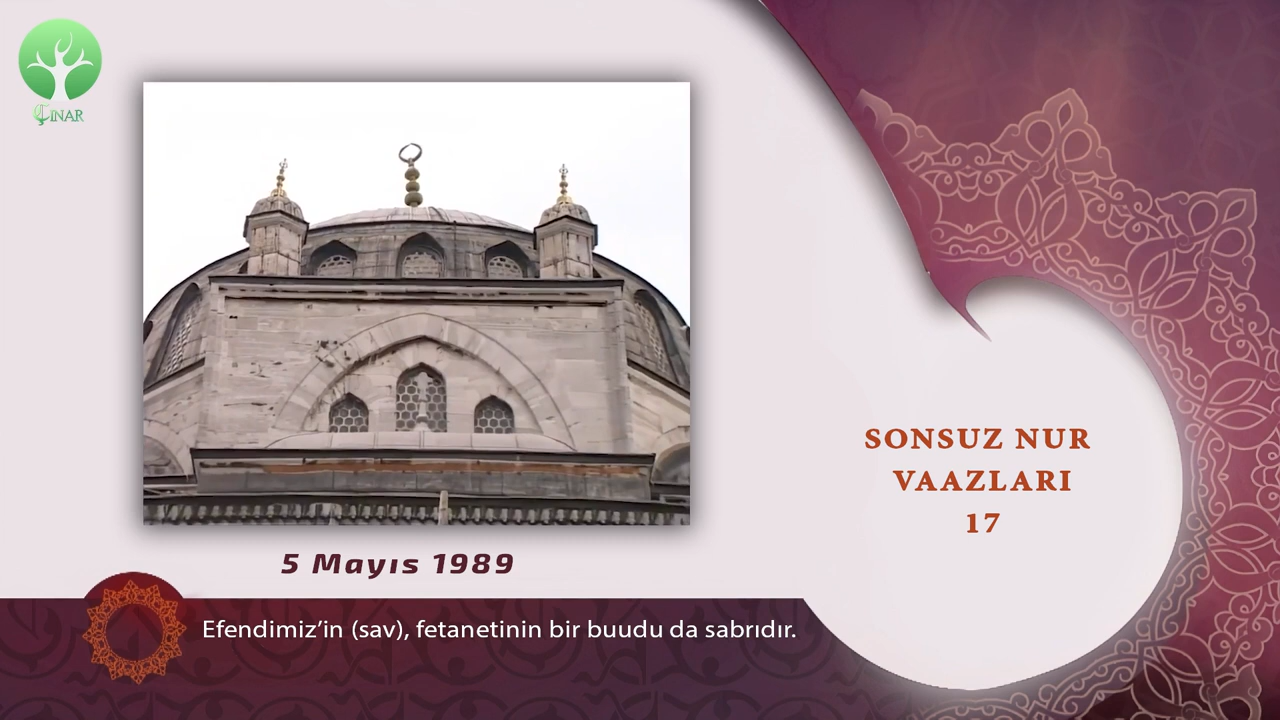 ÇINAR
5 Mayıs 1989
SONSUZ NUR
VAAZLARI
17
Efendimiz’in (sav), fetanetinin bir buudu da sabrıdır.